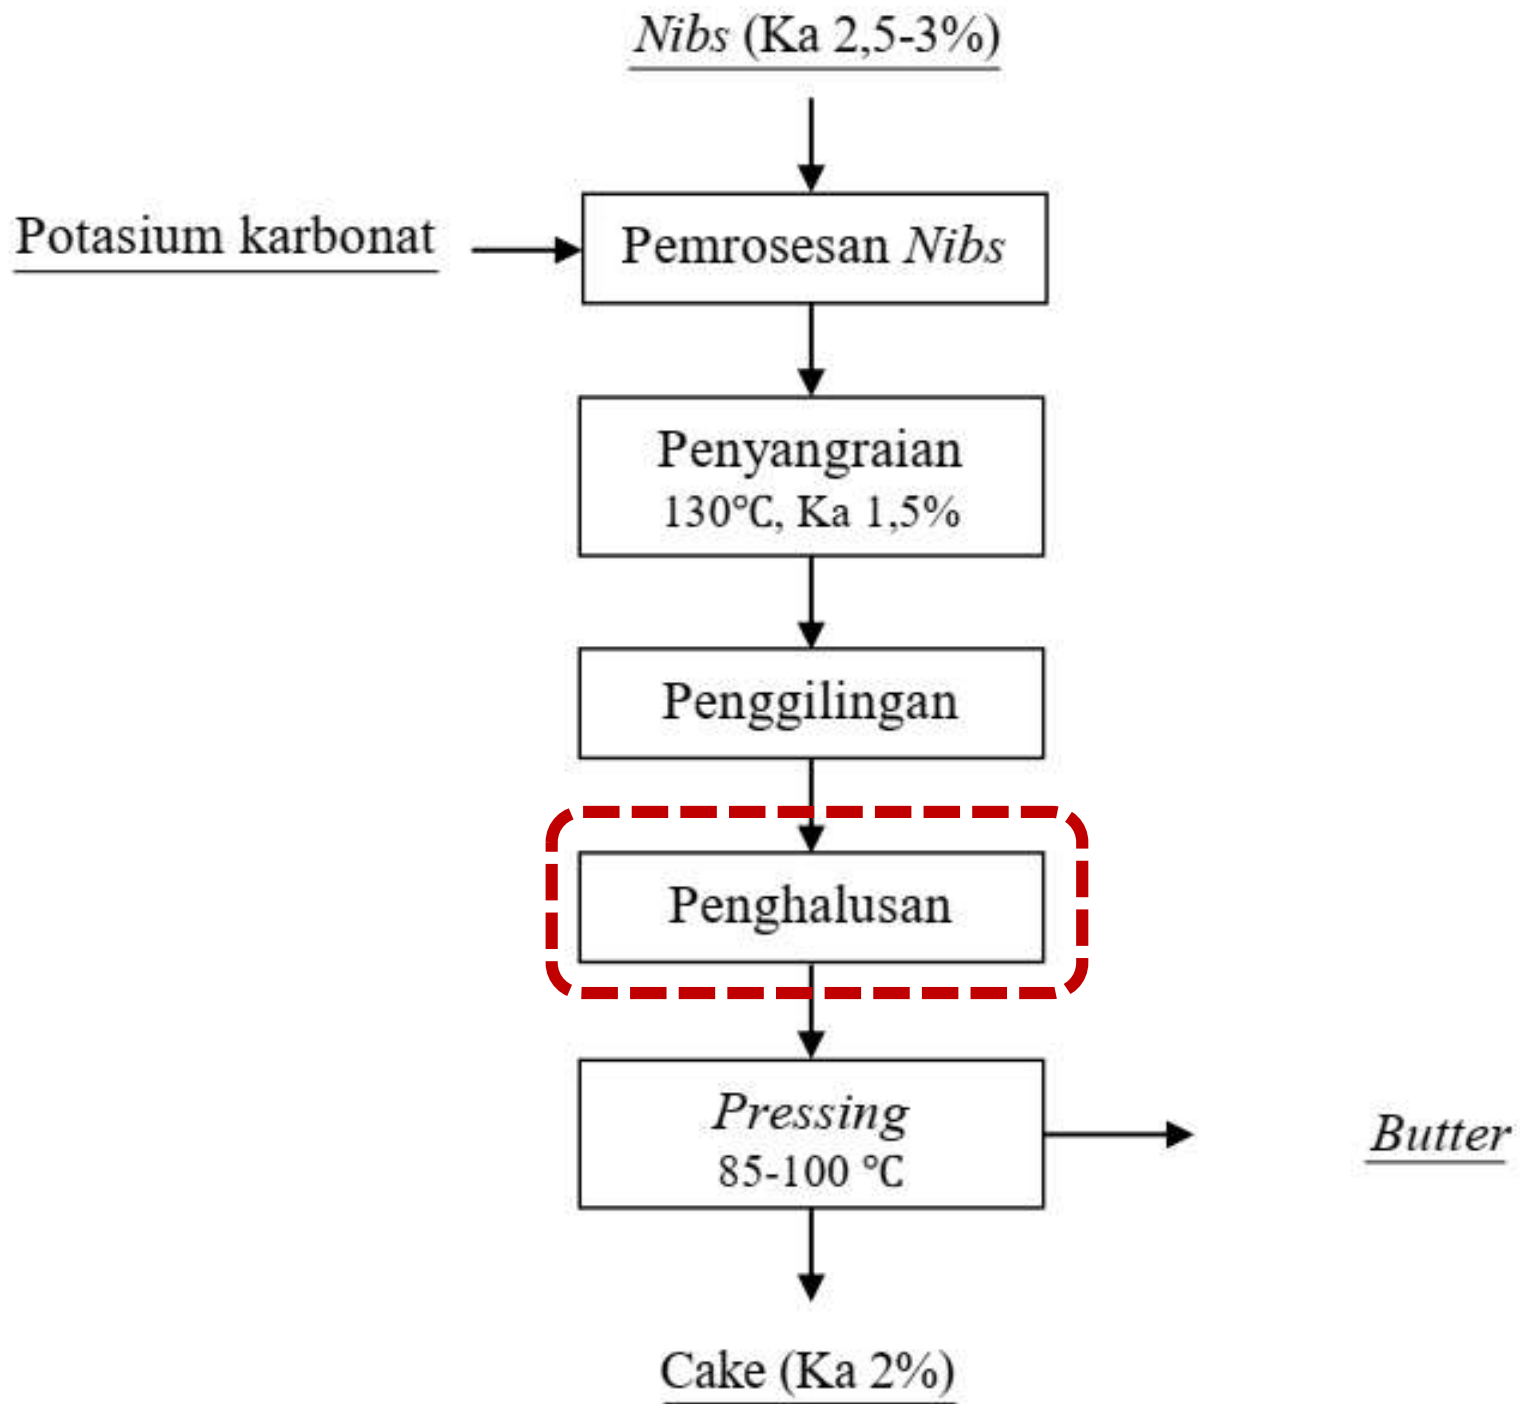 Nibs (Ka 2,5-3%)
Potasium karbonat
Pemrosesan Nibs
Penyangraian
130℃, Ka 1,5%
Penggilingan
Penghalusan
Pressing
85-100 ℃
Butter
Cake (Ka 2%)